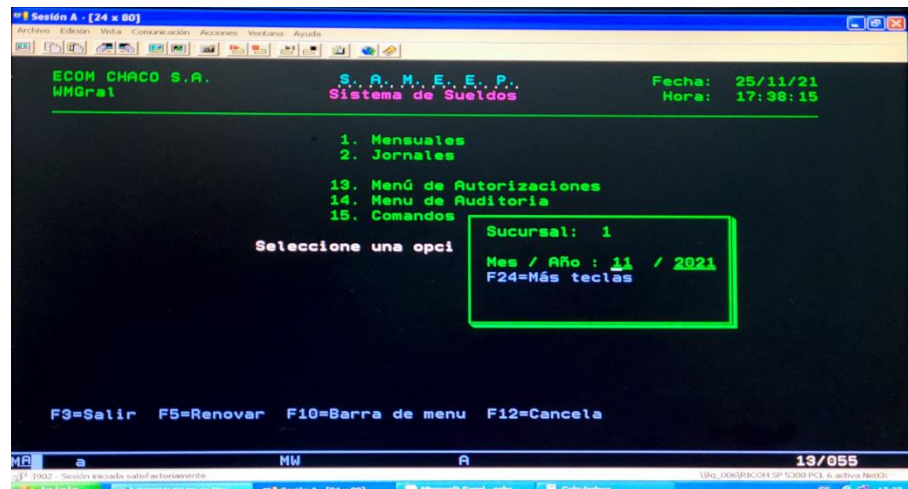 Sesión A - [24 x 80]
Archivo Edición Vista Comunicación Acciones Ventana Ayuda
ECOM CHACO S.A. S. A. M. E. E. P. Fecha: 25/11/21
WMGral Sistema de Sueldos Hora: 17:38:15
1. Mensuales
2. Jornales
13. Menú de Autorizaciones
14. Menu de Auditoria
15. Comandos
Sucursal: 1
Seleccione una opci
Mes / Año : 11 / 2021
F24=Más teclas
F3=Salir F5=Renovar F10=Barra de menu F12=Cancela
MA a MW A 13/055
1902 - Sesión iniciada satisfactoriamente